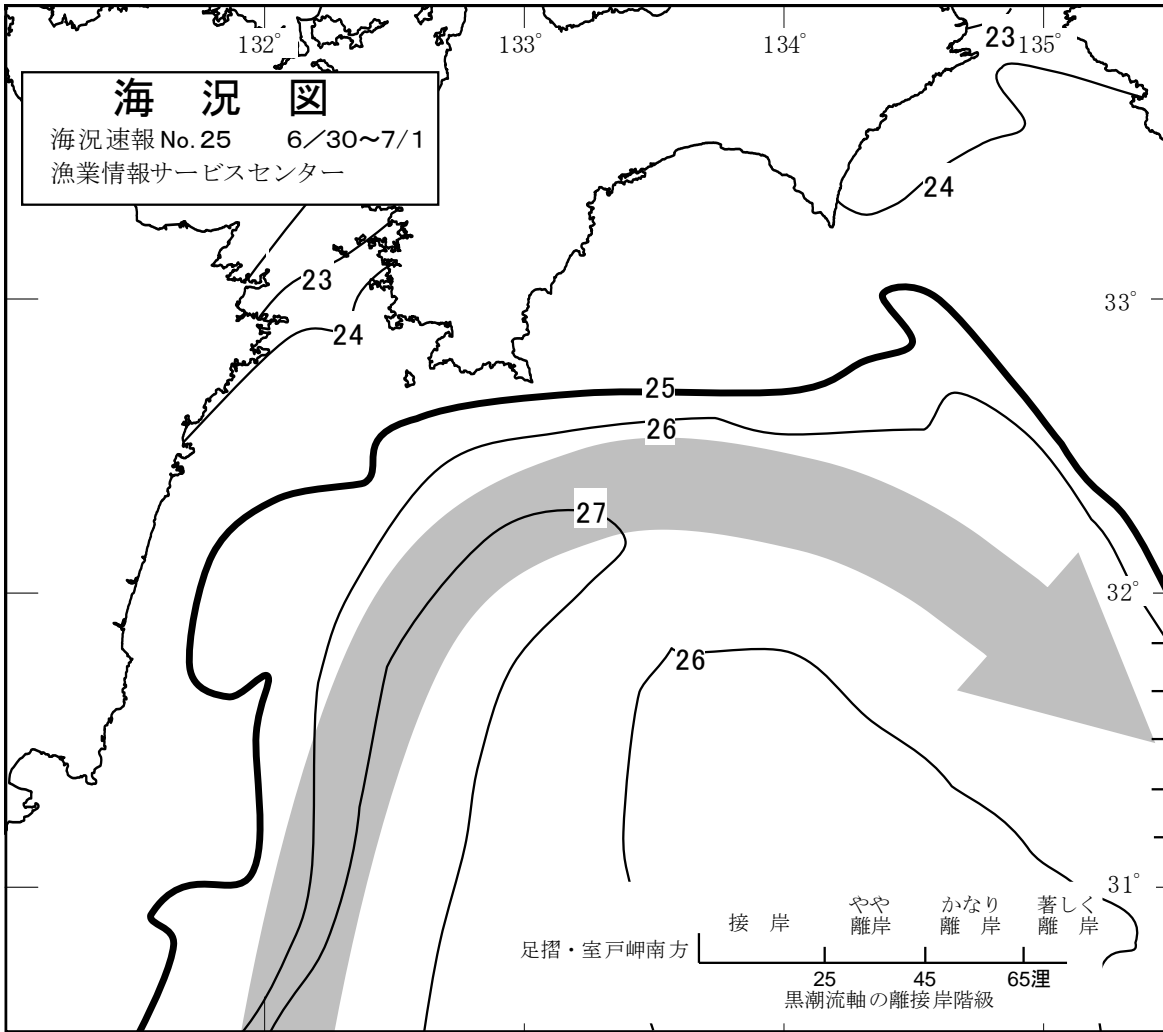 132°
133°
134°
135°
23
海 況 図
海況速報No.25 6/30~7/1
漁業情報サービスセンター
24
23
24
33°
25
26
27
32°
26
31°
接 岸
やや
離岸
かなり
離 岸
著しく
離 岸
足摺・室戸岬南方
25
45
65浬
黒潮流軸の離接岸階級